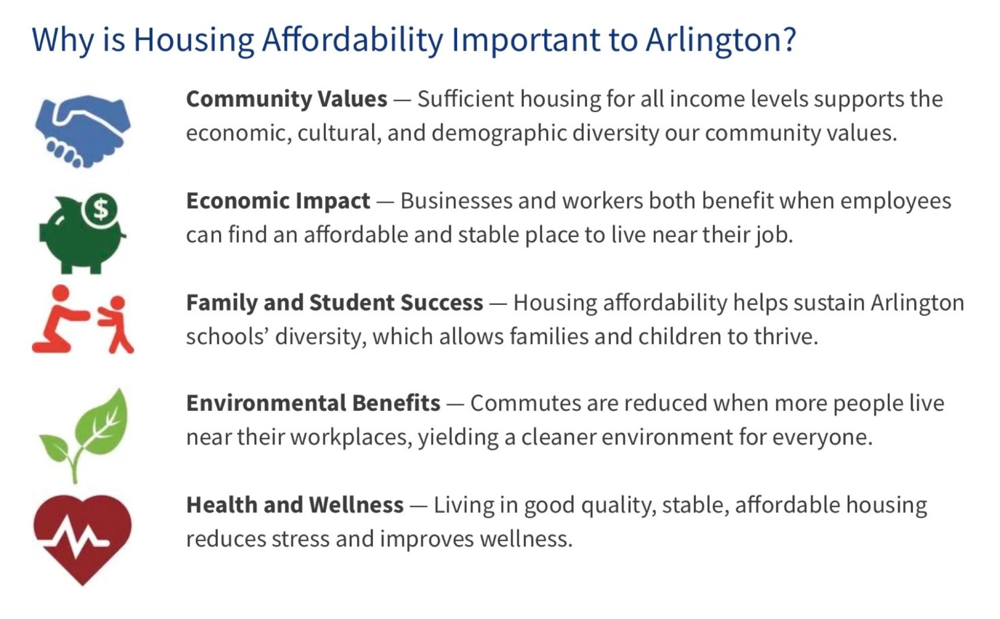 Why is Housing Affordability Important to Arlington?
Community Values — Sufficient housing for all income levels supports the
economic, cultural, and demographic diversity our community values.
$
Economic Impact — Businesses and workers both benefit when employees
can find an affordable and stable place to live near their job.
Family and Student Success — Housing affordability helps sustain Arlington
schools’ diversity, which allows families and children to thrive.
Environmental Benefits — Commutes are reduced when more people live
near their workplaces, yielding a cleaner environment for everyone.
Health and Wellness — Living in good quality, stable, affordable housing
reduces stress and improves wellness.